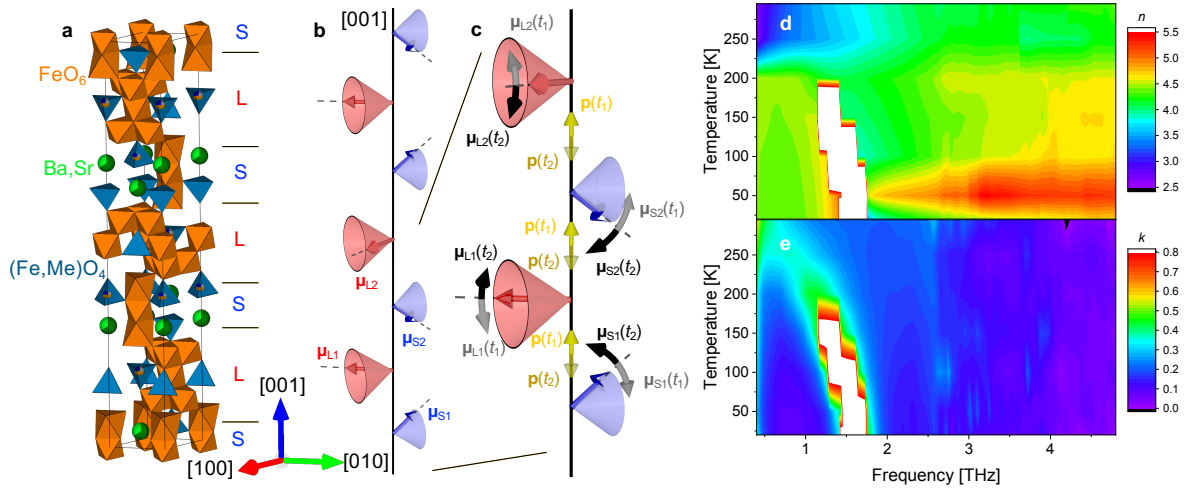 a
FeO6
Ba,Sr
(Fe,Me)O4
S
L
S
L
S
L
S
[001]
[100]
[010]
b
[001]
μL2
μS2
μL1
μS1
c
μL2(t1)
μL2(t2)
p(t1)
p(t2)
μS2(t1)
p(t1)
μL1(t2)
p(t2)
μS2(t2)
μL1(t1)
p(t1)
μS1(t2)
p(t2)
μS1(t1)
d
Temperature [K]
250
200
150
100
50
n
5.5
5.0
4.5
4.0
3.5
3.0
2.5
e
Temperature [K]
250
200
150
100
50
1
2
3
4
Frequency [THz]
k
0.8
0.7
0.6
0.5
0.4
0.3
0.2
0.1
0.0